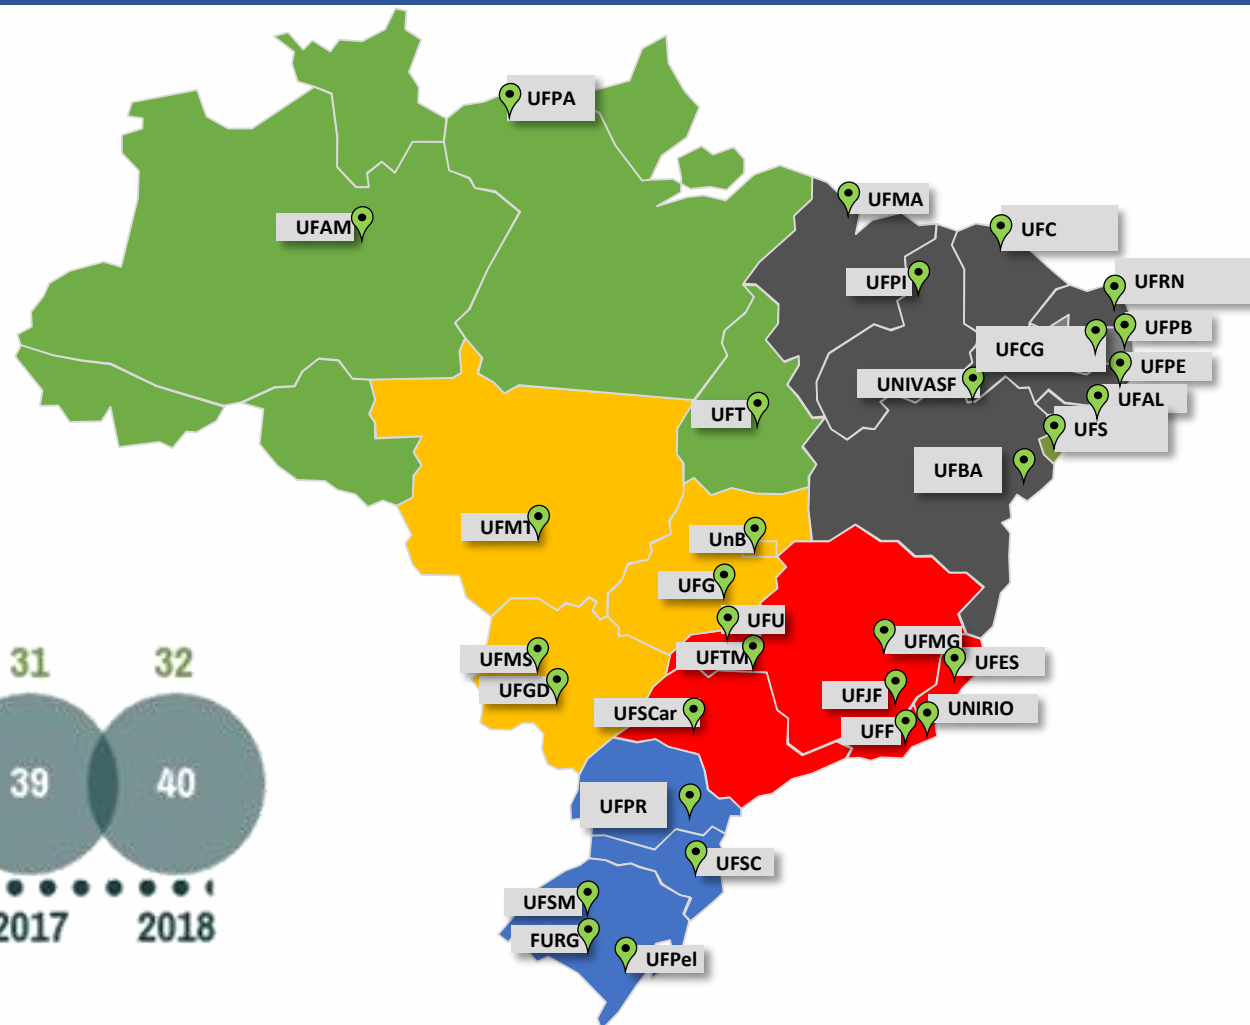 UFPA
UFMA
UFAM
UFC
UFPI
UFRN
UFPB
UFCG
UFPE
UNIVASF
UFAL
UFT
UFS
UFBA
UFMT
UnB
UFG
UFU
UFMG
UFTM
UFMS
UFES
UFGD
UFJF
UFSCar
UNIRIO
UFF
UFPR
UFSC
UFSM
FURG
UFPel
31 32
39 40
2017 2018